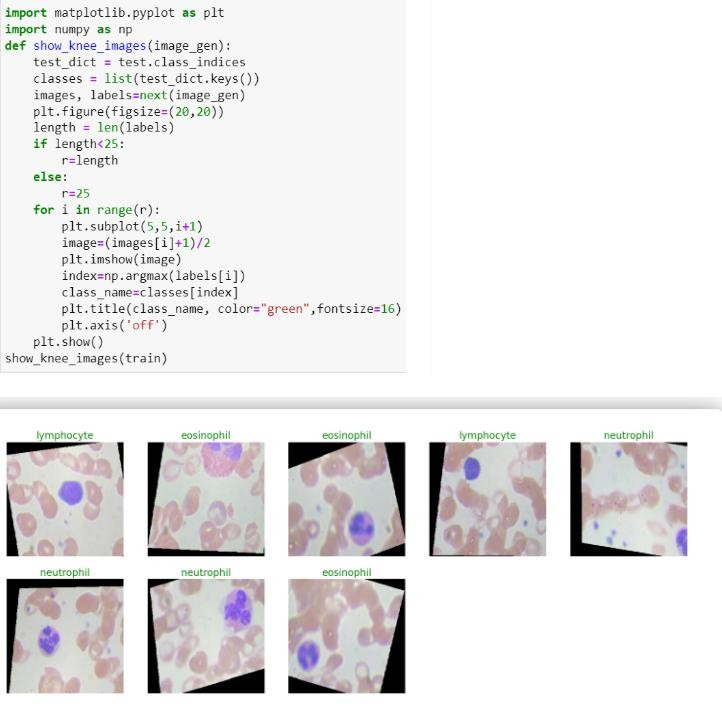 import matplotlib.pyplot as plt
import numpy as np
def show_knee_images(image_gen):
    test_dict = test.class_indices
    classes = list(test_dict.keys())
    images, labels=next(image_gen)
    plt.figure(figsize=(20,20))
    length = len(labels)
    if length<25:
        r=length
    else:
        r=25
    for i in range(r):
        plt.subplot(5,5,i+1)
        image=(images[i]+1)/2
        plt.imshow(image)
        index=np.argmax(labels[i])
        class_name=classes[index]
        plt.title(class_name, color="green",fontsize=16)
        plt.axis('off')
    plt.show()
show_knee_images(train)
lymphocyte eosinophil eosinophil lymphocyte neutrophil
neutrophil neutrophil eosinophil